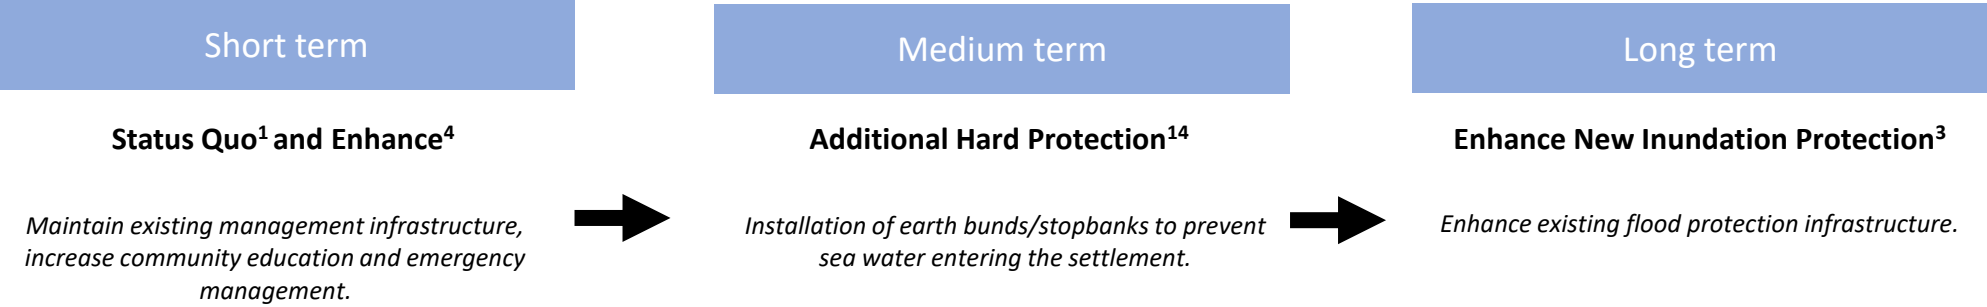 Short term
Status Quo¹ and Enhance⁴
Maintain existing management infrastructure,
increase community education and emergency
management.
Medium term
Additional Hard Protection¹⁴
Installation of earth bunds/stopbanks to prevent
sea water entering the settlement.
Long term
Enhance New Inundation Protection³
Enhance existing flood protection infrastructure.